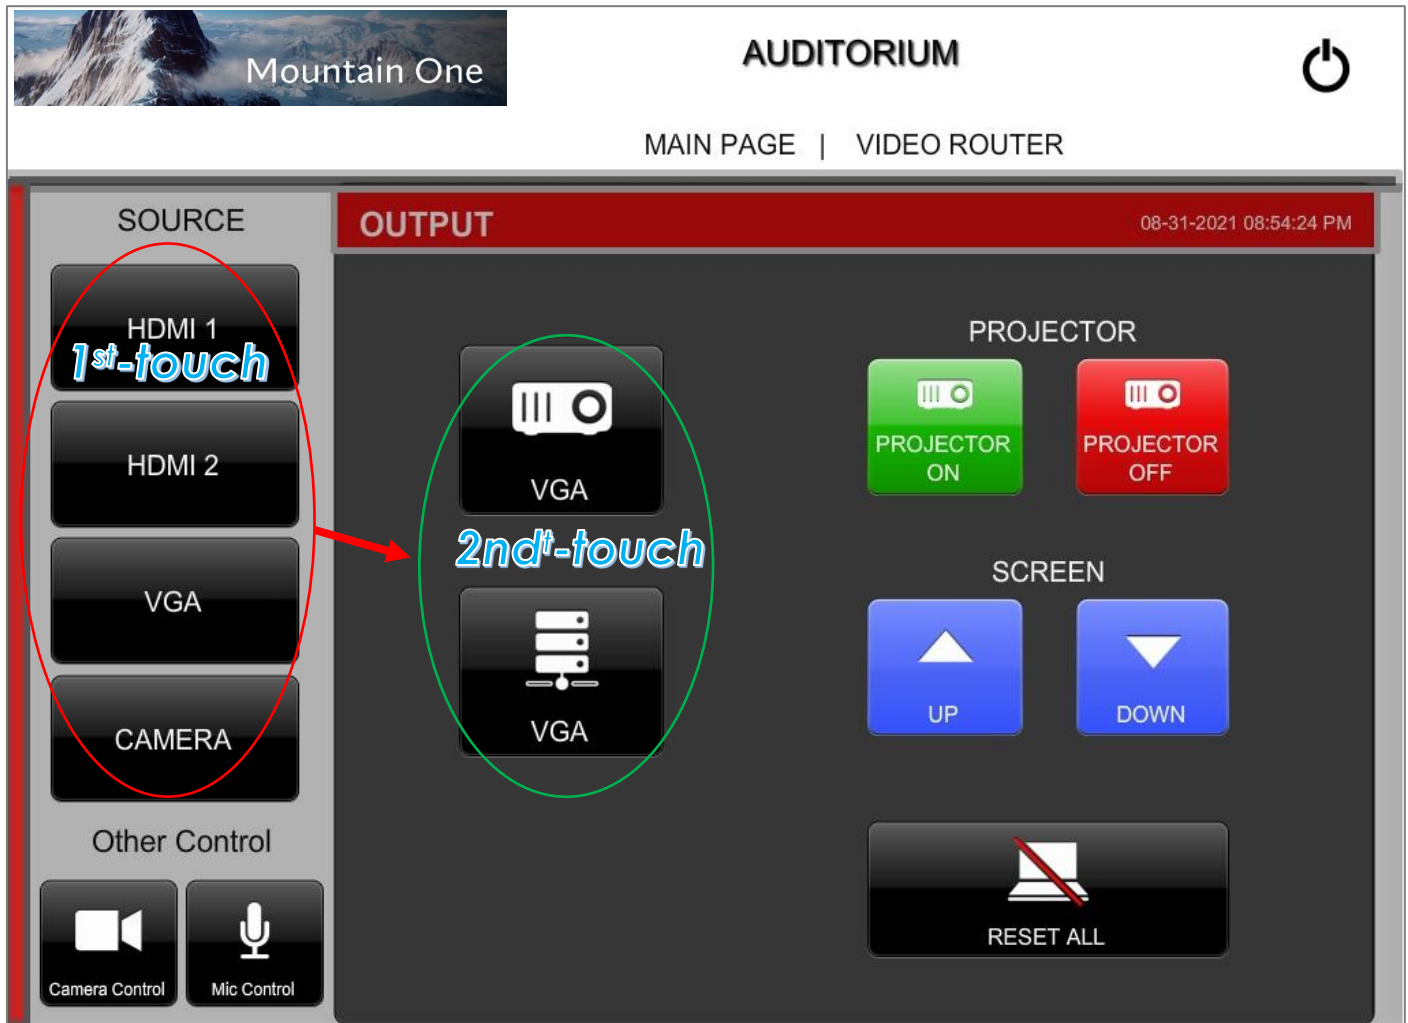 Mountain One
AUDITORIUM
MAIN PAGE | VIDEO ROUTER
SOURCE
OUTPUT
08-31-2021 08:54:24 PM
HDMI 1
1st-touch
HDMI 2
VGA
CAMERA
VGA
2ndt-touch
VGA
PROJECTOR
PROJECTOR
ON
PROJECTOR
OFF
SCREEN
UP
DOWN
RESET ALL
Other Control
Camera Control
Mic Control